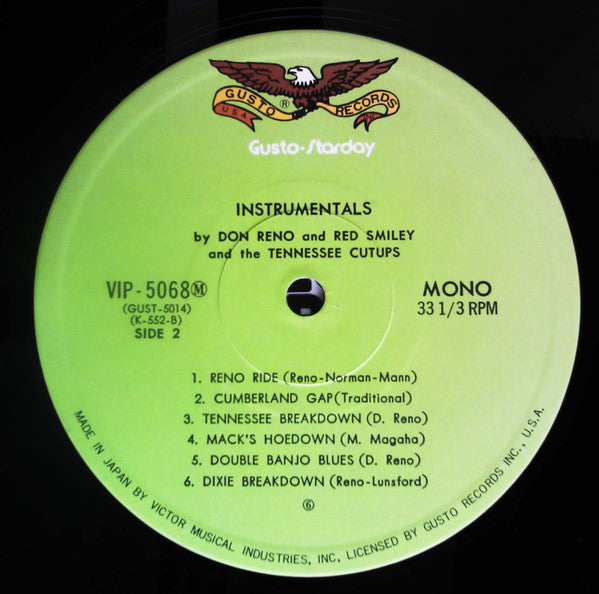 GUSTO ® RECORDS
U.S.A. INC.
Gusto-Starday
INSTRUMENTALS
by DON RENO and RED SMILEY
and the TENNESSEE CUTUPS
VIP-5068Ⓜ
(GUST-5014)
(K-552-B)
SIDE 2
MONO
33 1/3 RPM
1. RENO RIDE (Reno-Norman-Mann)
2. CUMBERLAND GAP(Traditional)
3. TENNESSEE BREAKDOWN (D. Reno)
4. MACK'S HOEDOWN (M. Magaha)
5. DOUBLE BANJO BLUES (D. Reno)
6. DIXIE BREAKDOWN (Reno-Lunsford)
⑥
MADE IN JAPAN BY VICTOR MUSICAL INDUSTRIES, INC, LICENSED BY GUSTO RECORDS INC., U.S.A.